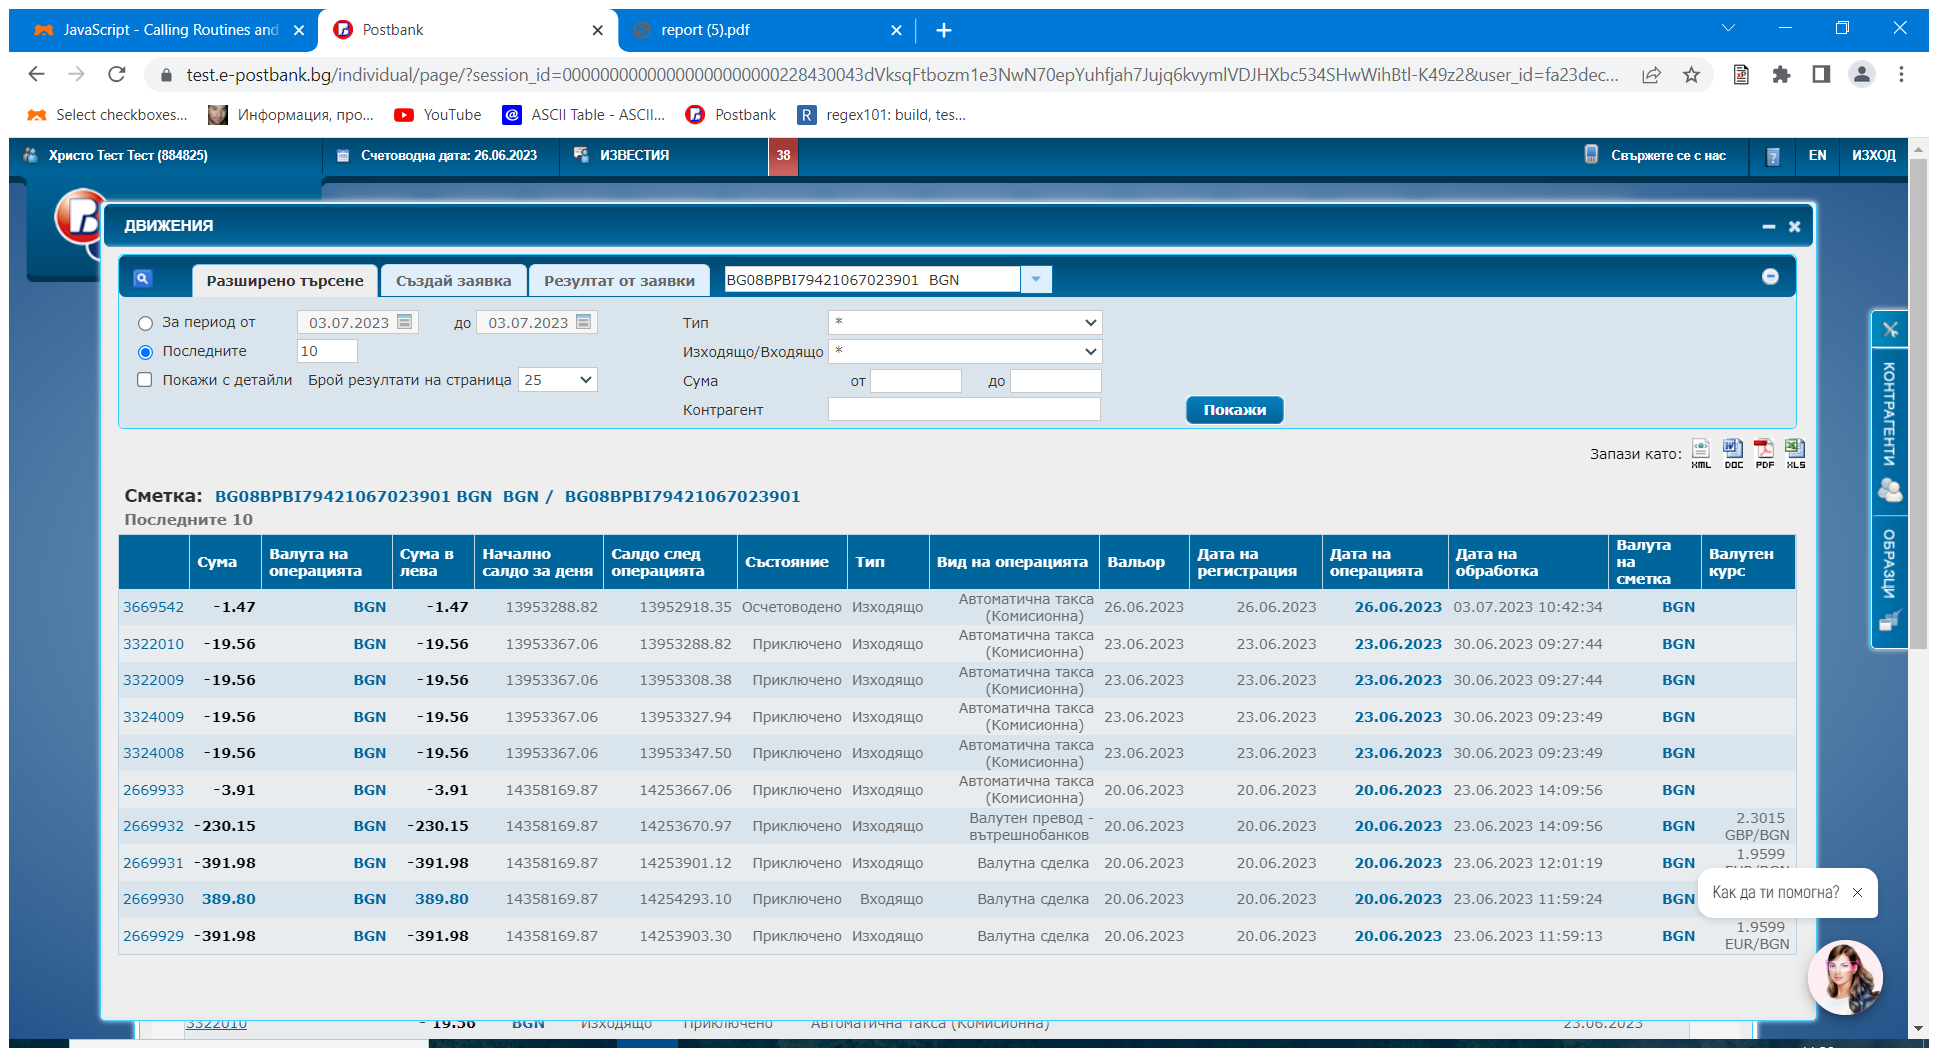 JavaScript - Calling Routines and
Postbank
report (5).pdf
test.e-postbank.bg/individual/page/?session_id=
Select checkboxes...
Информация, про...
YouTube
ASCII Table - ASCII...
Postbank
regex101: build, tes...
Христо Тест Тест (884825)
Счетоводна дата: 26.06.2023
ИЗВЕСТИЯ
38
Свържете се с нас
EN
ИЗХОД
ДВИЖЕНИЯ
Разширено търсене
Създай заявка
Резултат от заявки
BG08BPBI79421067023901 BGN
За период от 03.07.2023 до 03.07.2023
Последните 10
Покажи с детайли Брой резултати на страница 25
Тип *
Изходящо/Входящо *
Сума от до
Контрагент
Покажи
Запази като: XML DOC PDF XLS
КОНТРАГЕНТИ
ОБРАЗЦИ
Сметка: BG08BPBI79421067023901 BGN BGN / BG08BPBI79421067023901
Последните 10
Сума Валута на операцията Сума в лева Начално салдо за деня Салдо след операцията Състояние Тип Вид на операцията Вальор Дата на регистрация Дата на операцията Дата на обработка Валута на сметка Валутен курс
3669542 -1.47 BGN -1.47 13953288.82 13952918.35 Осчетоводено Изходящо Автоматична такса (Комисионна) 26.06.2023 26.06.2023 26.06.2023 03.07.2023 10:42:34 BGN
3322010 -19.56 BGN -19.56 13953367.06 13953288.82 Приключено Изходящо Автоматична такса (Комисионна) 23.06.2023 23.06.2023 23.06.2023 30.06.2023 09:27:44 BGN
3322009 -19.56 BGN -19.56 13953367.06 13953308.38 Приключено Изходящо Автоматична такса (Комисионна) 23.06.2023 23.06.2023 23.06.2023 30.06.2023 09:27:44 BGN
3324009 -19.56 BGN -19.56 13953367.06 13953327.94 Приключено Изходящо Автоматична такса (Комисионна) 23.06.2023 23.06.2023 23.06.2023 30.06.2023 09:23:49 BGN
3324008 -19.56 BGN -19.56 13953367.06 13953347.50 Приключено Изходящо Автоматична такса (Комисионна) 23.06.2023 23.06.2023 23.06.2023 30.06.2023 09:23:49 BGN
2669933 -3.91 BGN -3.91 14358169.87 14253667.06 Приключено Изходящо Автоматична такса (Комисионна) 20.06.2023 20.06.2023 20.06.2023 23.06.2023 14:09:56 BGN
2669932 -230.15 BGN -230.15 14358169.87 14253670.97 Приключено Изходящо Валутен превод - вътрешнобанков 20.06.2023 20.06.2023 20.06.2023 23.06.2023 14:09:56 BGN 2.3015 GBP/BGN
2669931 -391.98 BGN -391.98 14358169.87 14253901.12 Приключено Изходящо Валутна сделка 20.06.2023 20.06.2023 20.06.2023 23.06.2023 12:01:19 BGN 1.9599
2669930 389.80 BGN 389.80 14358169.87 14254293.10 Приключено Входящо Валутна сделка 20.06.2023 20.06.2023 20.06.2023 23.06.2023 11:59:24 BGN
2669929 -391.98 BGN -391.98 14358169.87 14253903.30 Приключено Изходящо Валутна сделка 20.06.2023 20.06.2023 20.06.2023 23.06.2023 11:59:13 BGN 1.9599 EUR/BGN
Как да ти помогна?
3322010 - 19.56 BGN Изходящо Приключено Автоматична такса (Комисионна) 23.06.2023